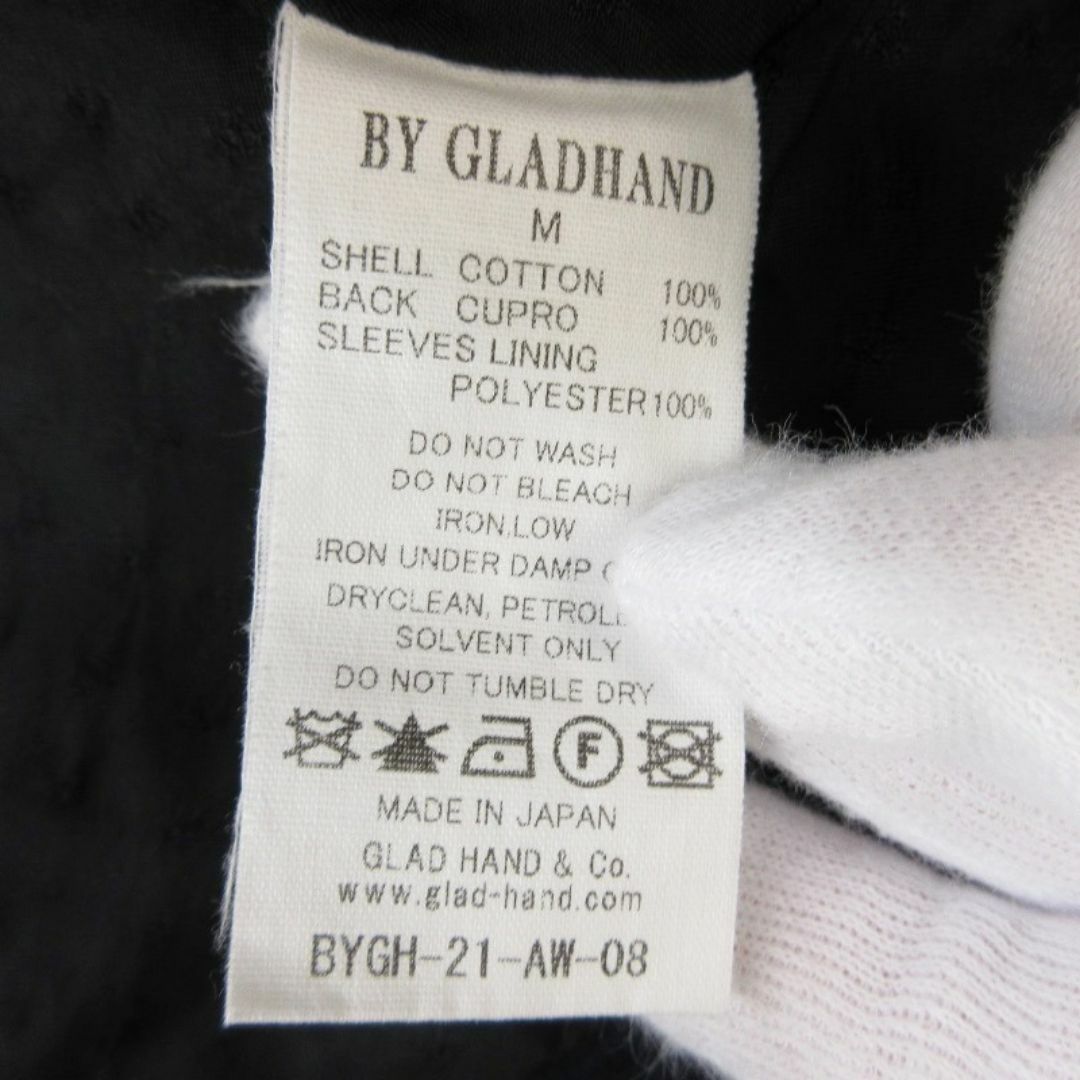 BY GLADHAND
M
SHELL COTTON 100%
BACK CUPRO 100%
SLEEVES LINING
POLYESTER 100%
DO NOT WASH
DO NOT BLEACH
IRON,LOW
IRON UNDER DAMP
DRYCLEAN,
SOLVENT ONLY
DO NOT TUMBLE DRY
F
MADE IN JAPAN
GLAD HAND & Co.
www.glad-hand.com
BYGH-21-AW-08